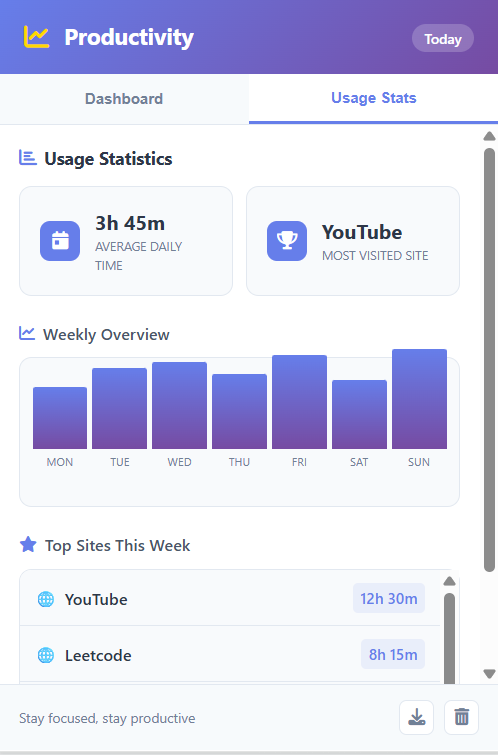 Productivity
Today
Dashboard
Usage Stats
Usage Statistics
3h 45m
AVERAGE DAILY
TIME
YouTube
MOST VISITED SITE
Weekly Overview
MON TUE WED THU FRI SAT SUN
Top Sites This Week
YouTube 12h 30m
Leetcode 8h 15m
Stay focused, stay productive